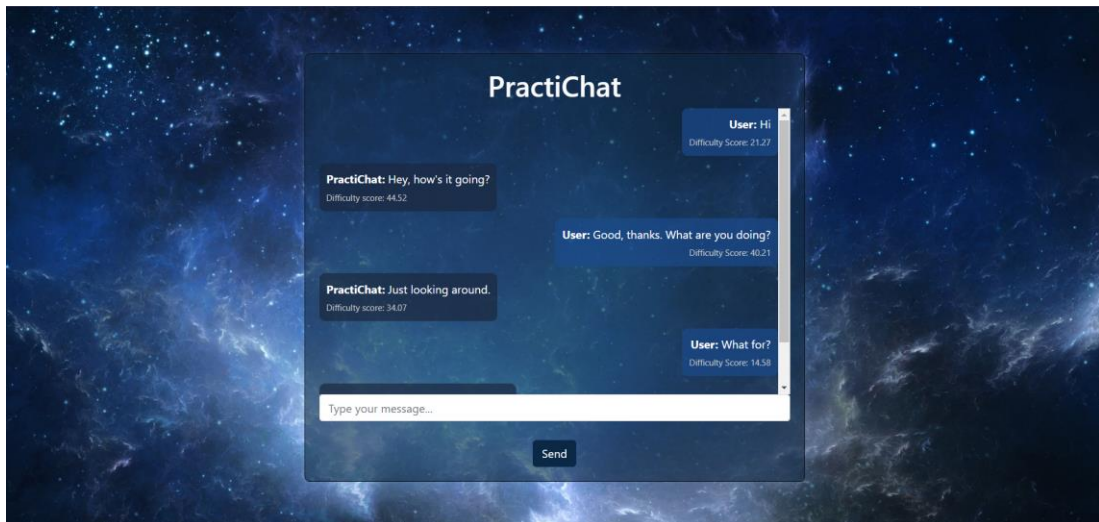 PractiChat
User: Hi
Difficulty Score: 21.27
PractiChat: Hey, how's it going?
Difficulty score: 44.52
User: Good, thanks. What are you doing?
Difficulty Score: 40.21
PractiChat: Just looking around.
Difficulty score: 34.07
User: What for?
Difficulty Score: 14.58
Type your message...
Send